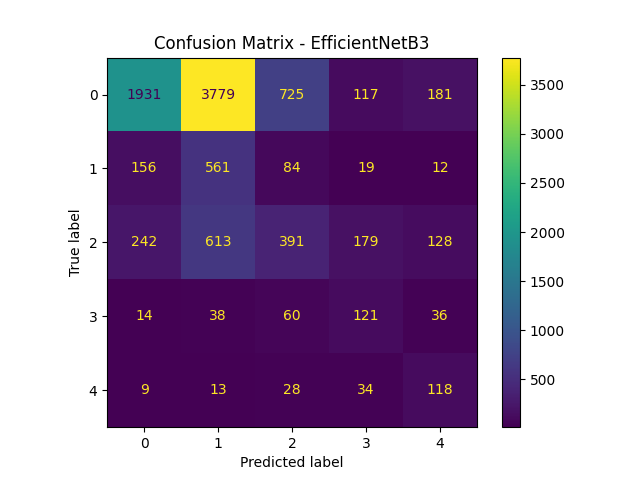 Confusion Matrix - EfficientNetB3
0 1931 3779 725 117 181
1 156 561 84 19 12
2 242 613 391 179 128
3 14 38 60 121 36
4 9 13 28 34 118
0 1 2 3 4
Predicted label
True label
3500
3000
2500
2000
1500
1000
500